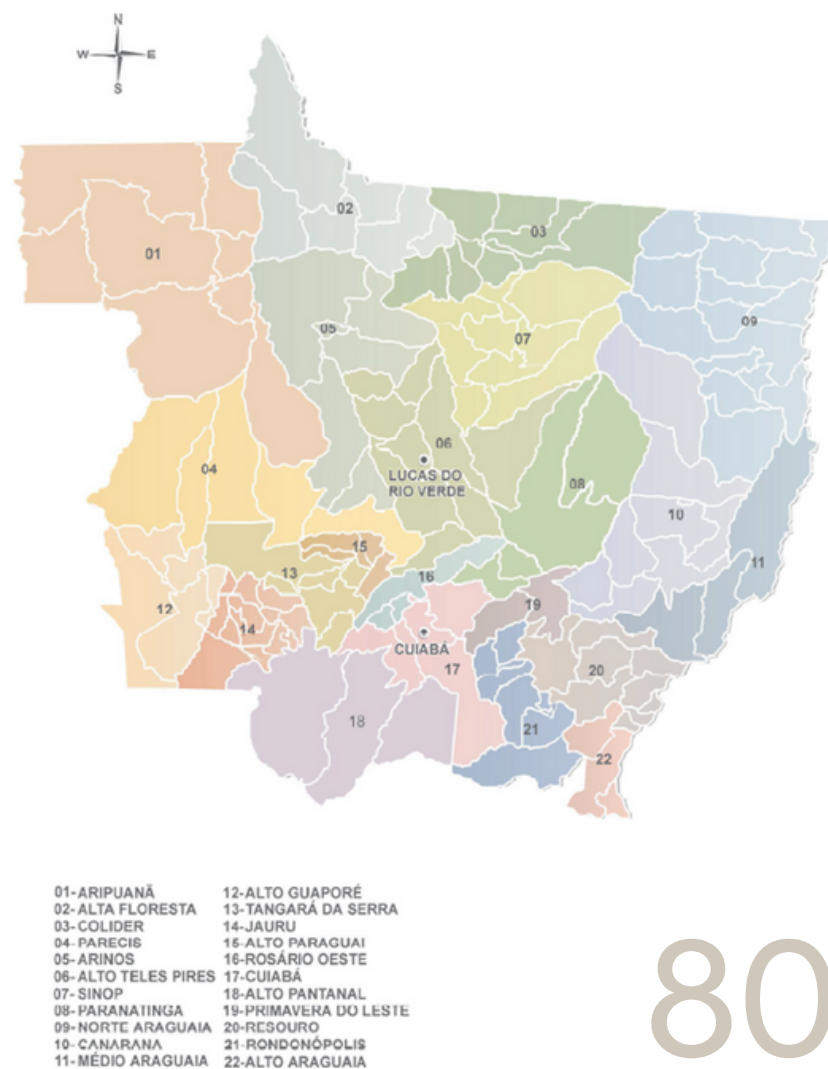 N
W E
S
02
03
01
09
05
07
06
04
LUCAS DO
RIO VERDE
08
10
15
11
13
16
12
19
14
CUIABÁ
17
20
18
21
22
01-ARIPUANÃ
02-ALTA FLORESTA
03-COLIDER
04-PARECIS
05-ARINOS
06-ALTO TELES PIRES
07-SINOP
08-PARANATINGA
09-NORTE ARAGUAIA
10-CANARANA
11-MÉDIO ARAGUAIA
12-ALTO GUAPORÉ
13-TANGARÁ DA SERRA
14-JAURU
15-ALTO PARAGUAI
16-ROSÁRIO OESTE
17-CUIABÁ
18-ALTO PANTANAL
19-PRIMAVERA DO LESTE
20-RESOURO
21-RONDONÓPOLIS
22-ALTO ARAGUAIA
80